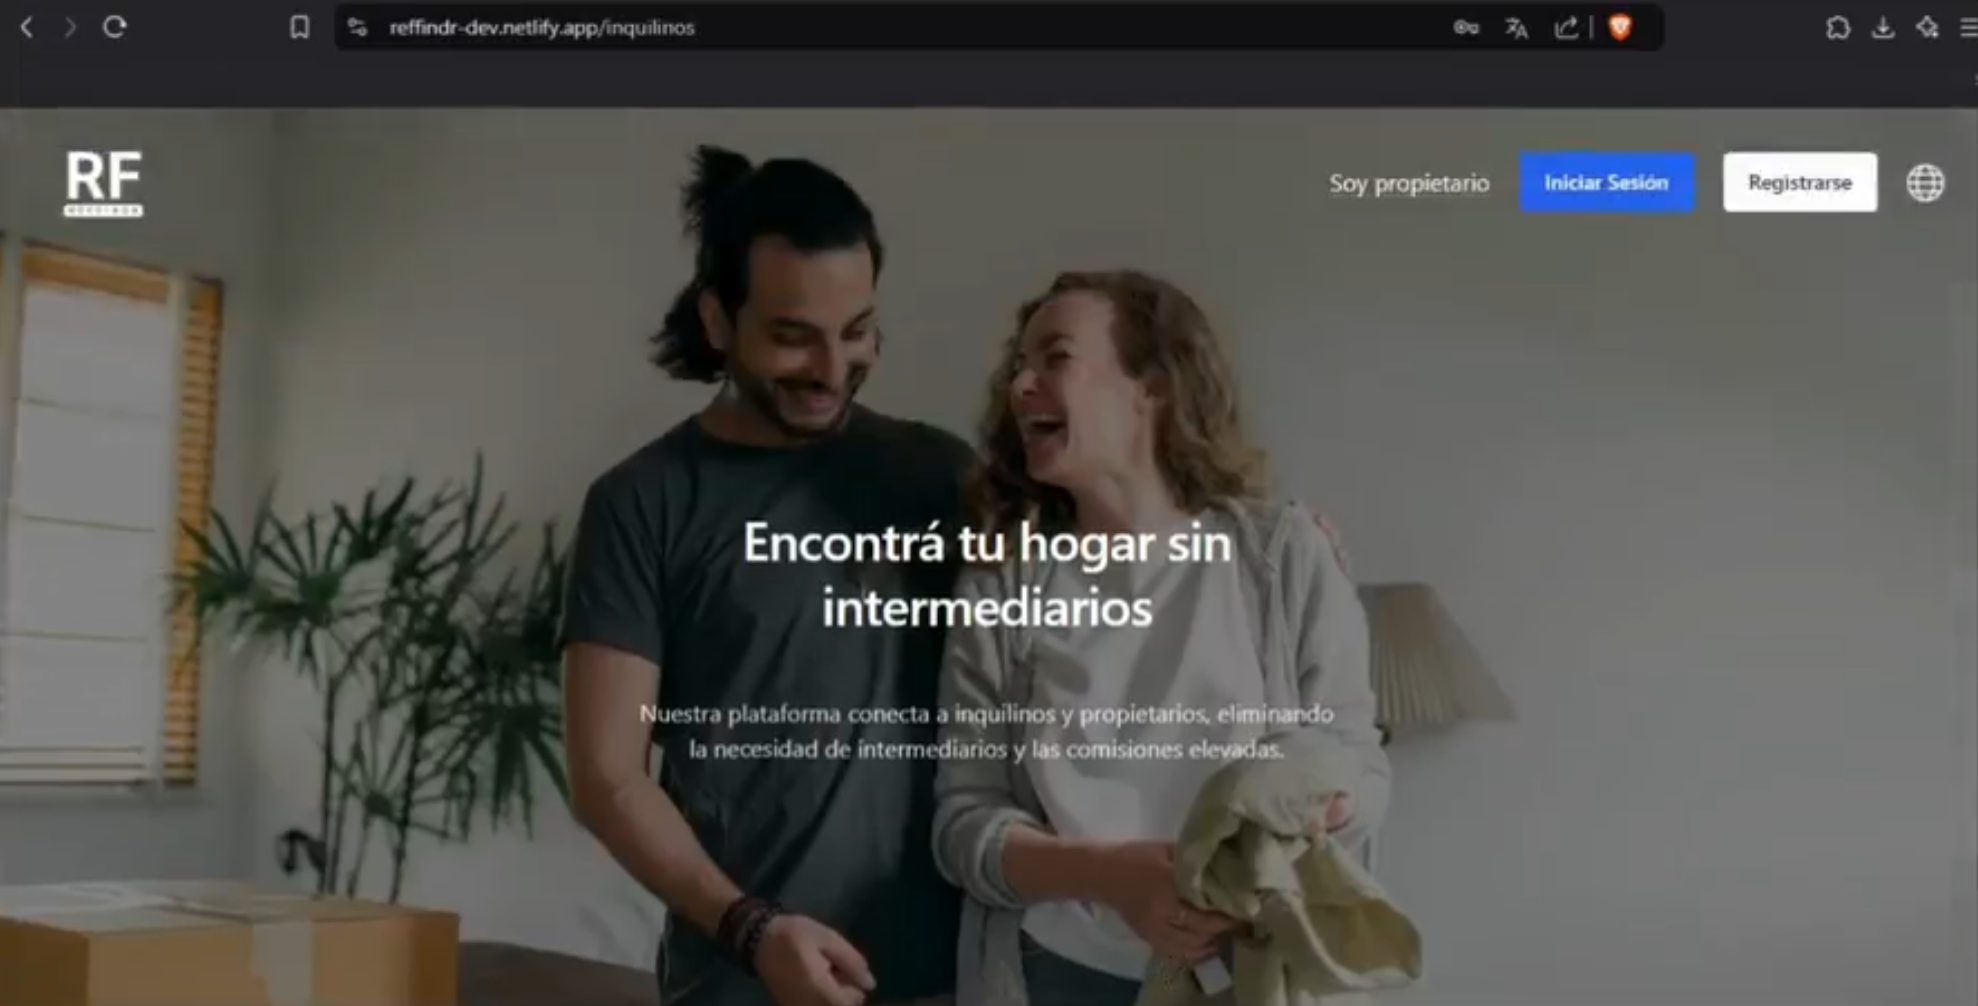 reffindr-dev.netlify.app/inquilinos
RF
Soy propietario
Iniciar Sesión
Registrarse
Encontrá tu hogar sin
intermediarios
Nuestra plataforma conecta a inquilinos y propietarios, eliminando
la necesidad de intermediarios y las comisiones elevadas.